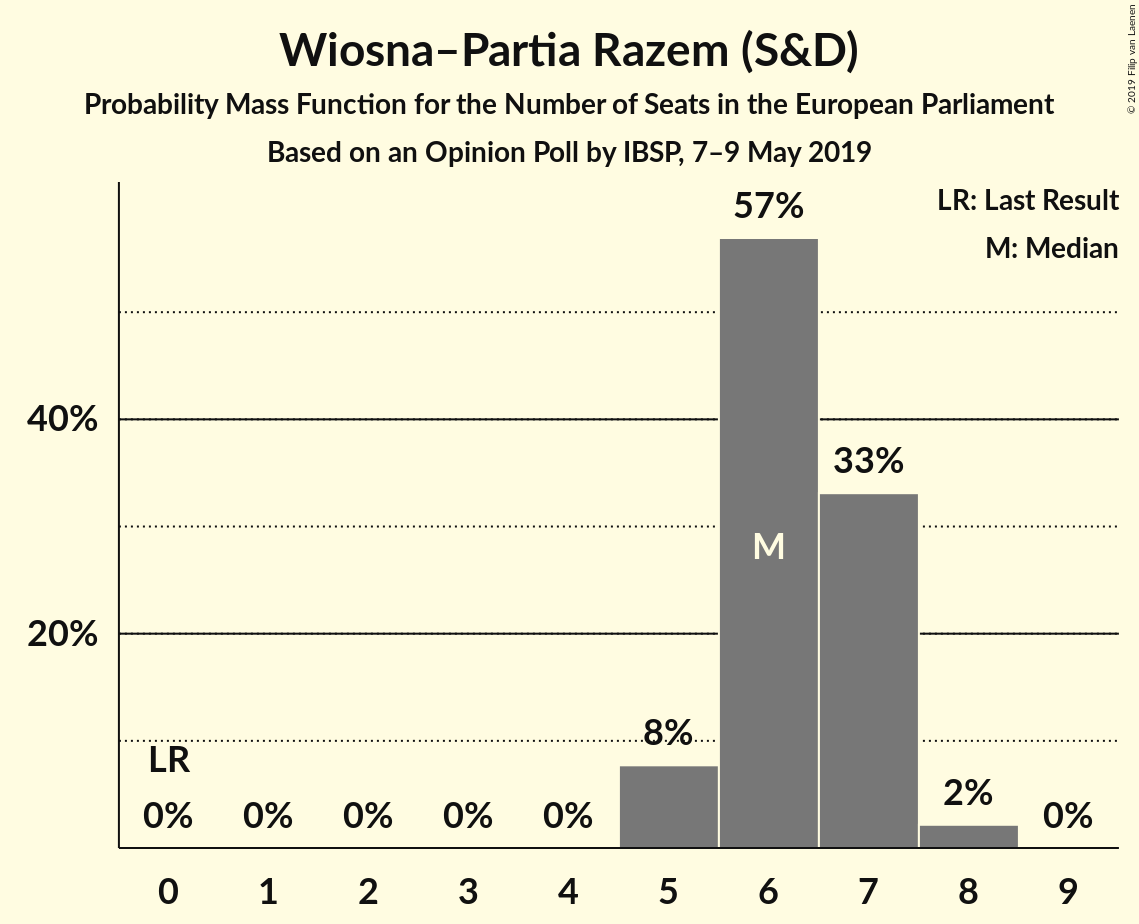 Wiosna–Partia Razem (S&D)
Probability Mass Function for the Number of Seats in the European Parliament
Based on an Opinion Poll by IBSP, 7–9 May 2019
© 2019 Filip van Laenen
LR: Last Result
M: Median
57%
40%
33%
M
20%
8%
LR
2%
0% 0% 0% 0% 0% 0%
0 1 2 3 4 5 6 7 8 9